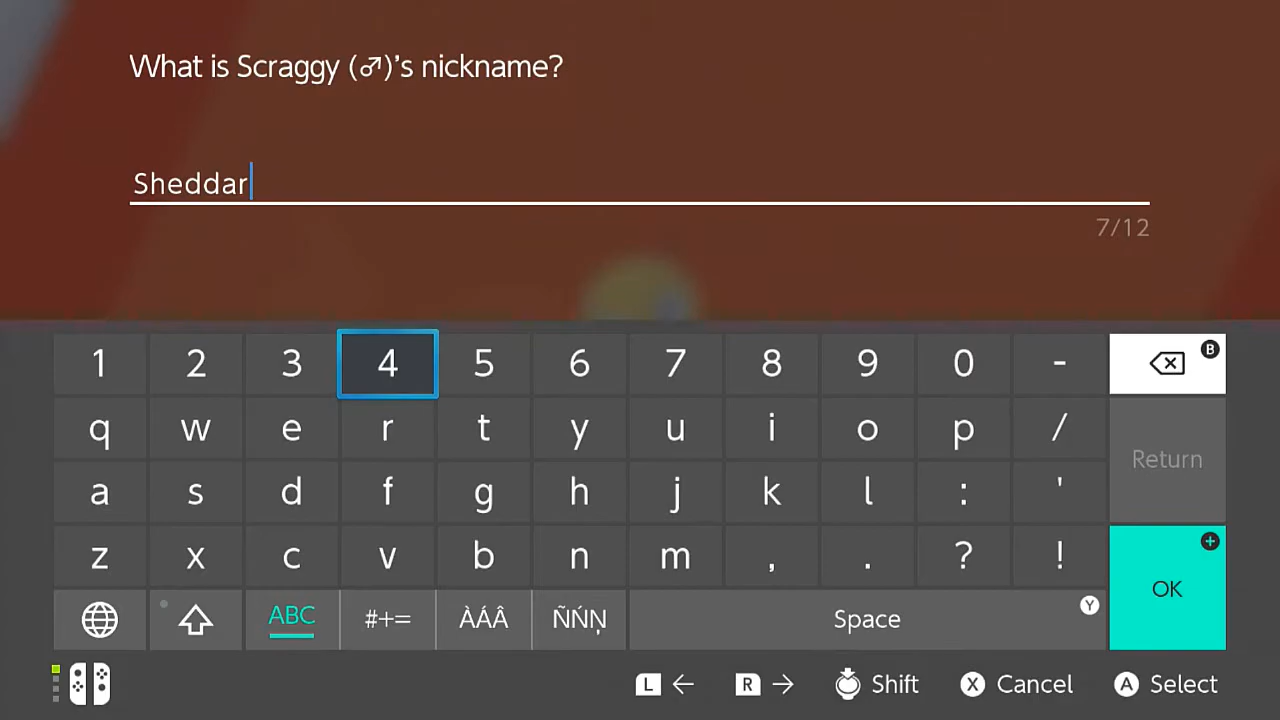 What is Scraggy (♂)'s nickname?
Sheddar
7/12
1 2 3 4 5 6 7 8 9 0 - B
q w e r t y u i o p / Return
a s d f g h j k l : '
z x c v b n m , . ? ! + OK
ABC #+= ÀÁÂ ÑŃŅ Space Y
L ← R → Shift X Cancel A Select